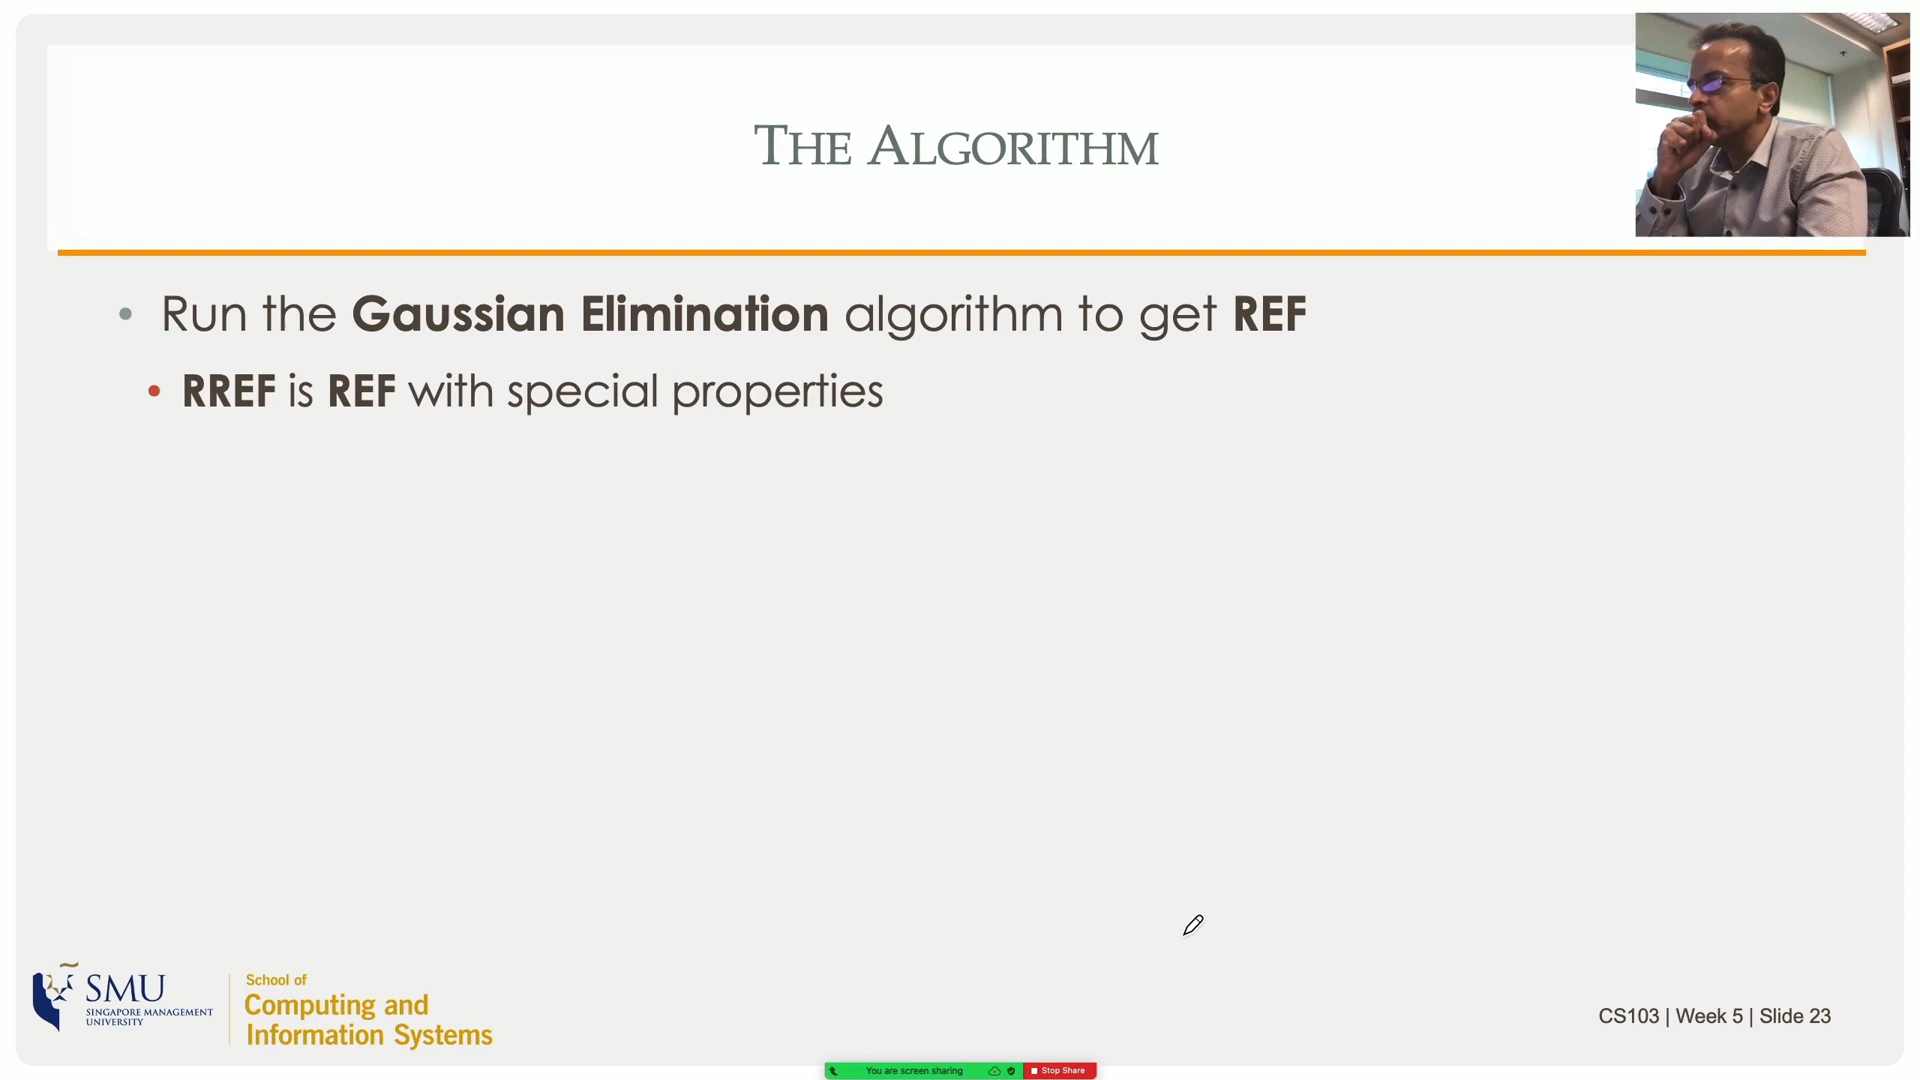 THE ALGORITHM
• Run the Gaussian Elimination algorithm to get REF
• RREF is REF with special properties
SMU
SINGAPORE MANAGEMENT
UNIVERSITY
School of
Computing and
Information Systems
CS103 | Week 5 | Slide 23
You are screen sharing
Stop Share